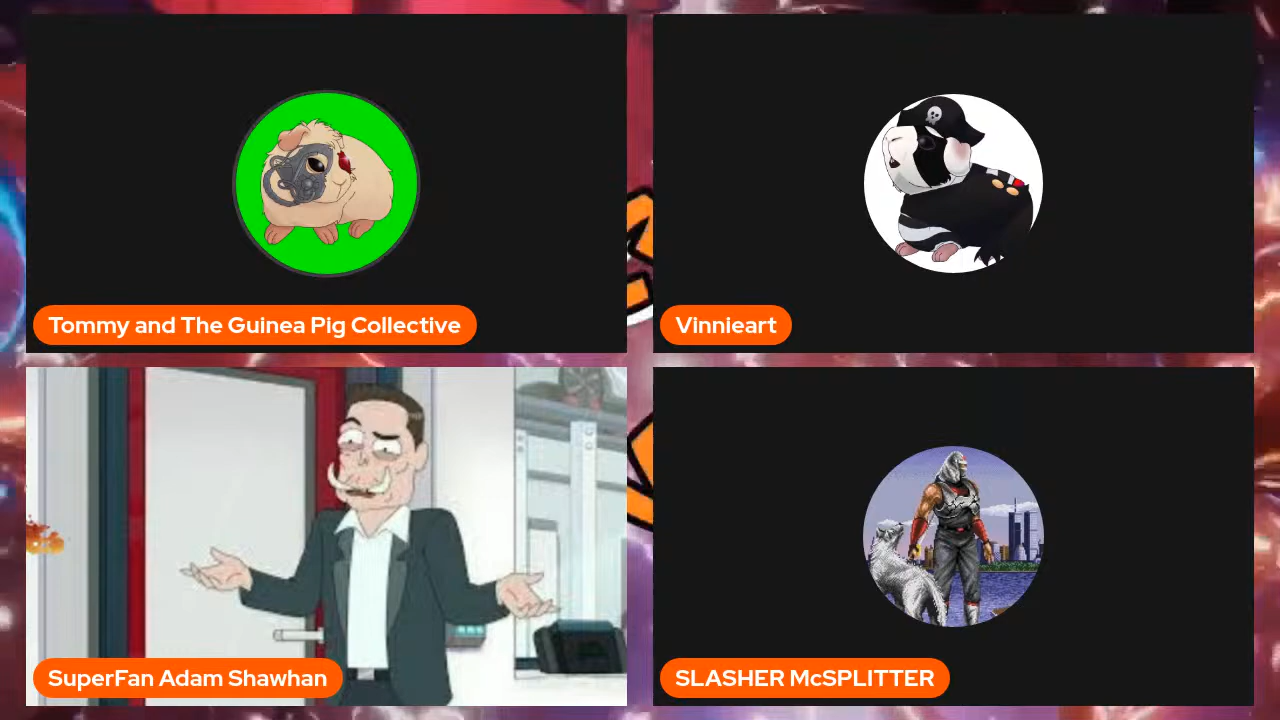 Tommy and The Guinea Pig Collective
Vinnieart
SuperFan Adam Shawhan
SLASHER McSPLITTER